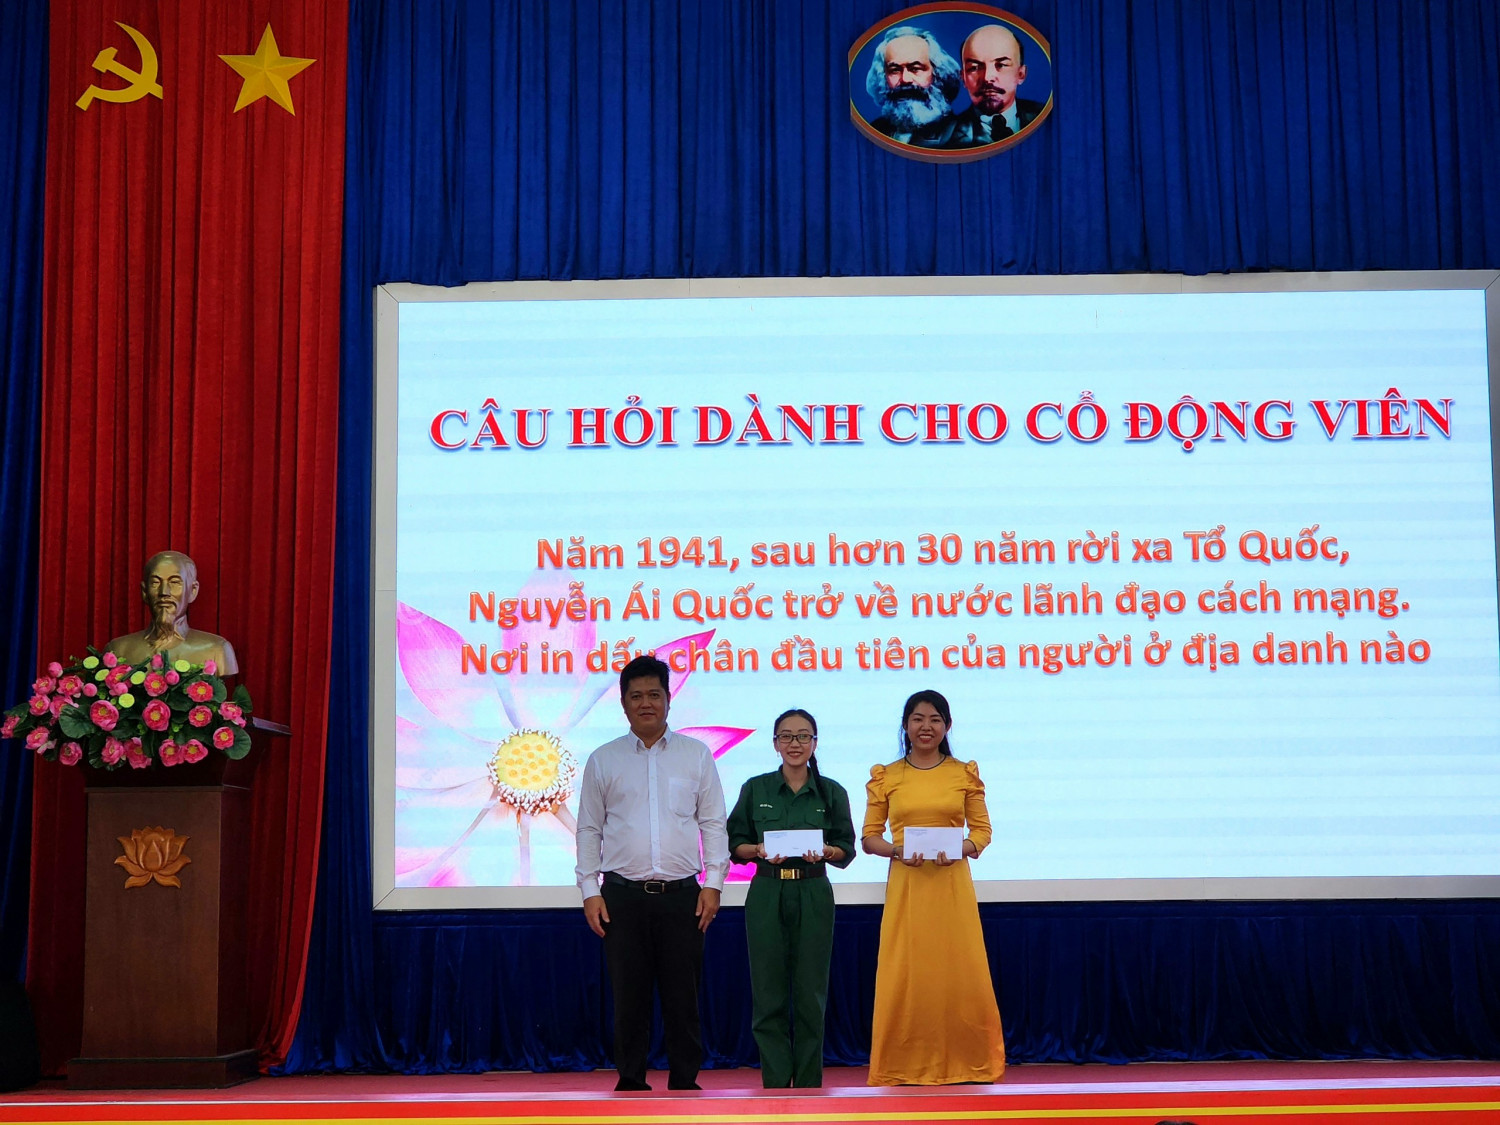 CÂU HỎI DÀNH CHO CỔ ĐỘNG VIÊN
Năm 1941, sau hơn 30 năm rời xa Tổ Quốc,
Nguyễn Ái Quốc trở về nước lãnh đạo cách mạng.
Nơi in dấu chân đầu tiên của người ở địa danh nào